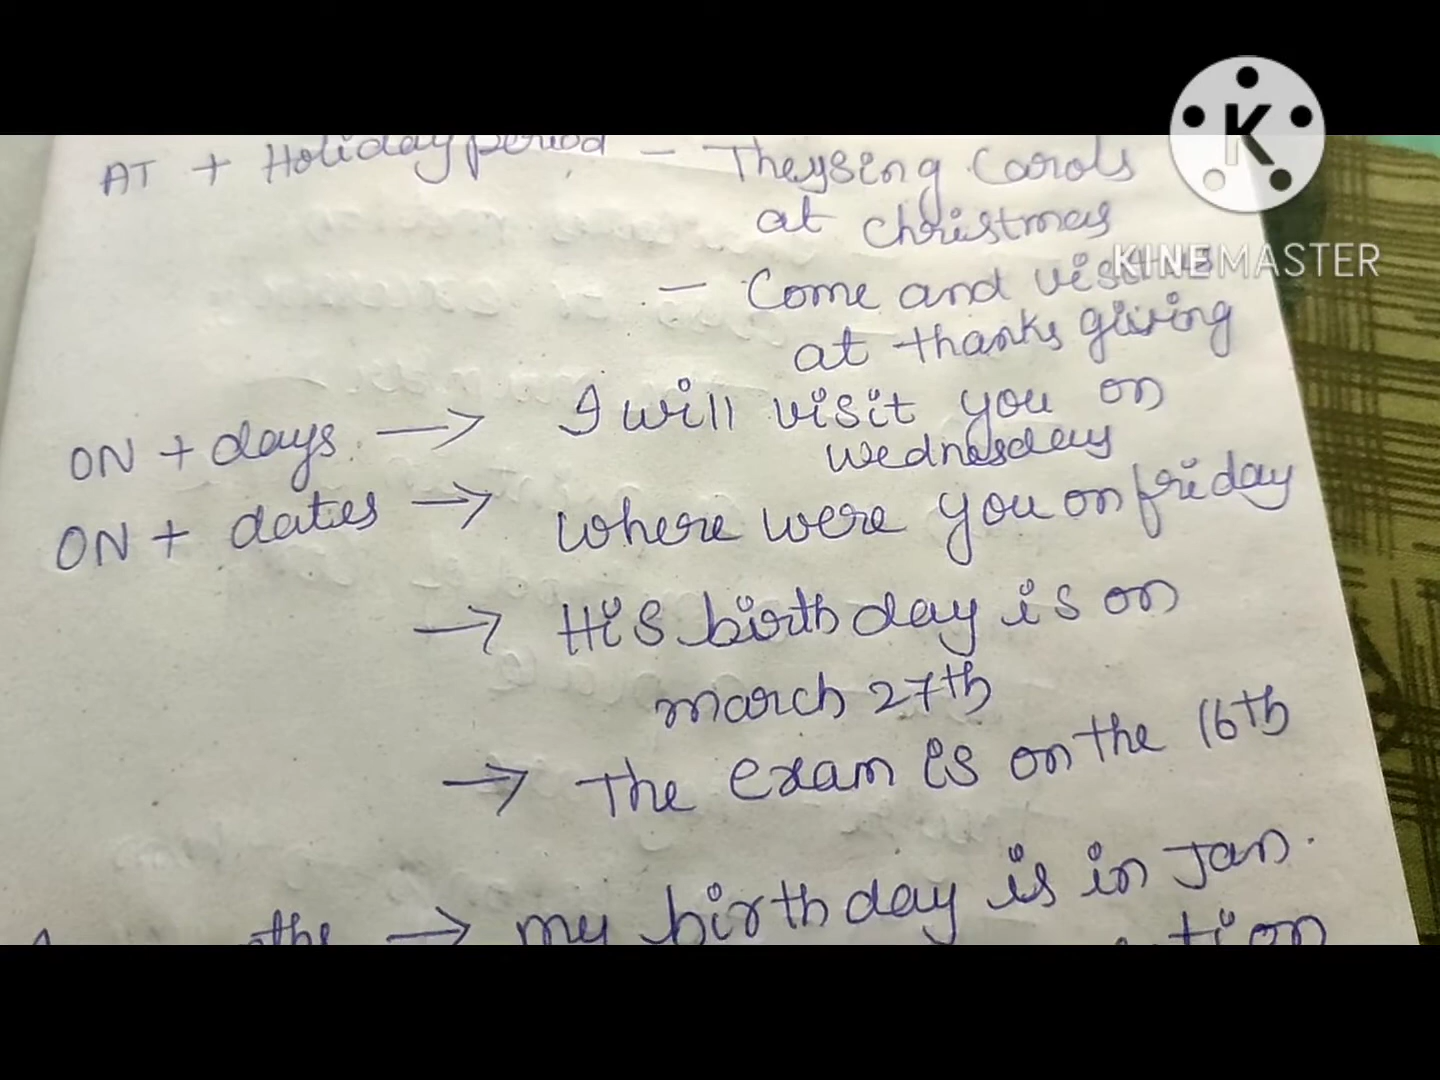 AT + Holiday period - They sing Carols
at christmas
- Come and visit us
at thanks giving
ON + days → I will visit you on
wednesday
ON + dates → where were you on friday
→ His birthday is on
march 27th
→ The exam is on the 16th
→ my birthday is in Jan.
K
KINEMASTER